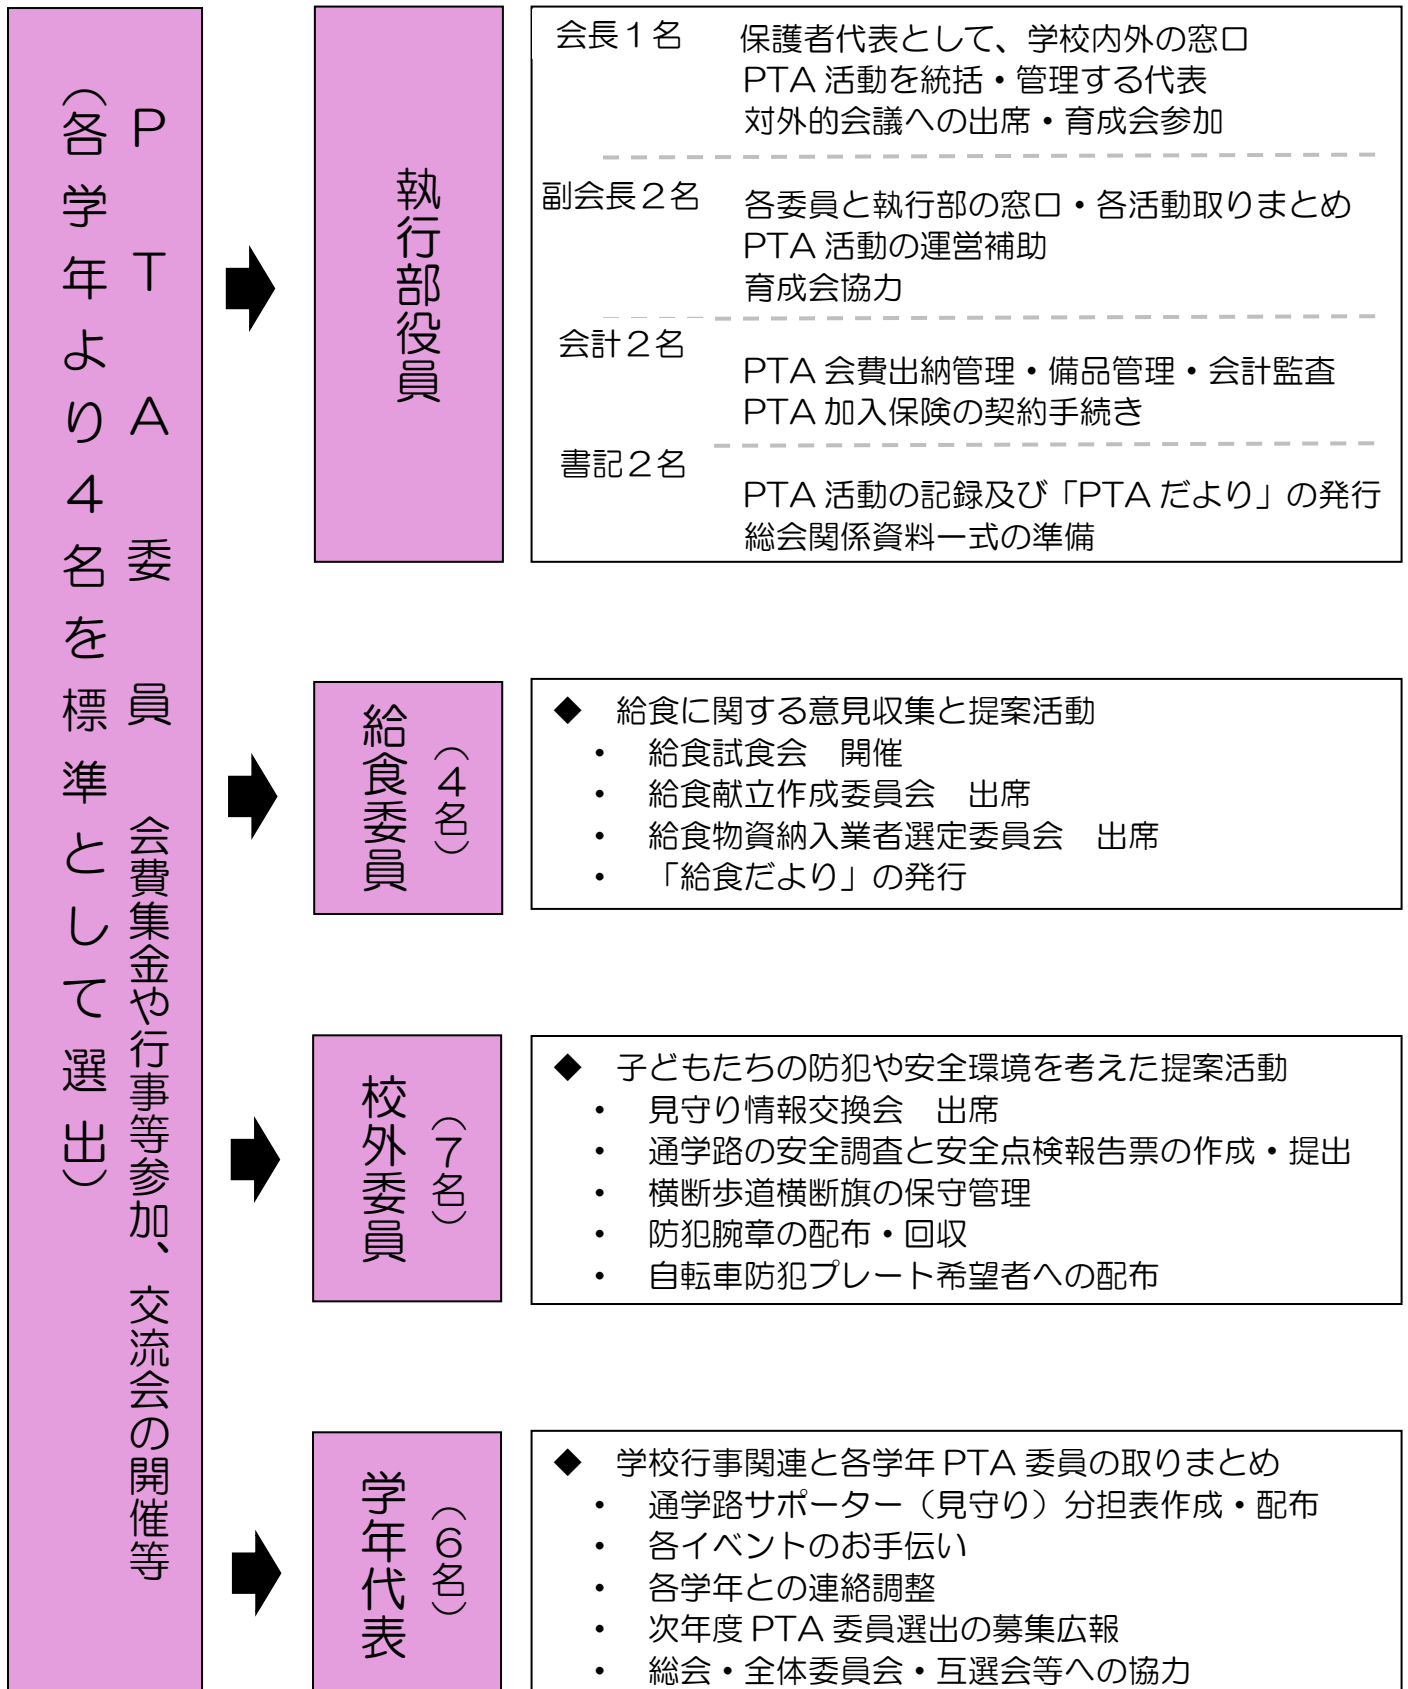 PTA委員　会費集金や行事等参加、交流会の開催等
（各学年より４名を標準として選出）
執行部役員
会長１名
保護者代表として、学校内外の窓口
PTA活動を統括・管理する代表
対外的会議への出席・育成会参加
副会長２名
各委員と執行部の窓口・各活動取りまとめ
PTA活動の運営補助
育成会協力
会計２名
PTA会費出納管理・備品管理・会計監査
PTA加入保険の契約手続き
書記２名
PTA活動の記録及び「PTAだより」の発行
総会関係資料一式の準備
給食委員
（４名）
◆　給食に関する意見収集と提案活動
・　給食試食会　開催
・　給食献立作成委員会　出席
・　給食物資納入業者選定委員会　出席
・　「給食だより」の発行
校外委員
（７名）
◆　子どもたちの防犯や安全環境を考えた提案活動
・　見守り情報交換会　出席
・　通学路の安全調査と安全点検報告票の作成・提出
・　横断歩道横断旗の保守管理
・　防犯腕章の配布・回収
・　自転車防犯プレート希望者への配布
学年代表
（６名）
◆　学校行事関連と各学年PTA委員の取りまとめ
・　通学路サポーター（見守り）分担表作成・配布
・　各イベントのお手伝い
・　各学年との連絡調整
・　次年度PTA委員選出の募集広報
・　総会・全体委員会・互選会等への協力